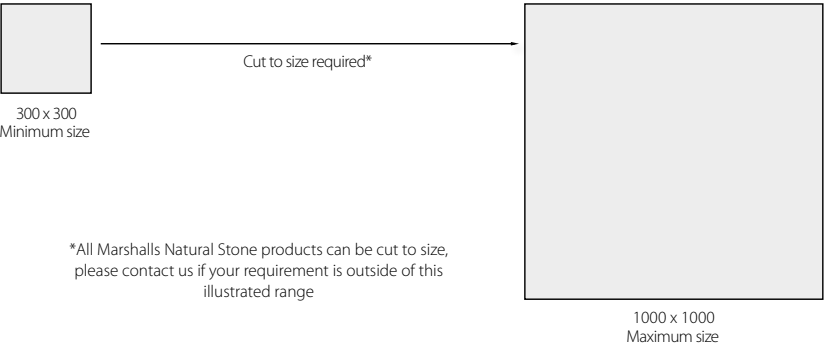 Cut to size required*
300 x 300
Minimum size
*All Marshalls Natural Stone products can be cut to size,
please contact us if your requirement is outside of this
illustrated range
1000 x 1000
Maximum size